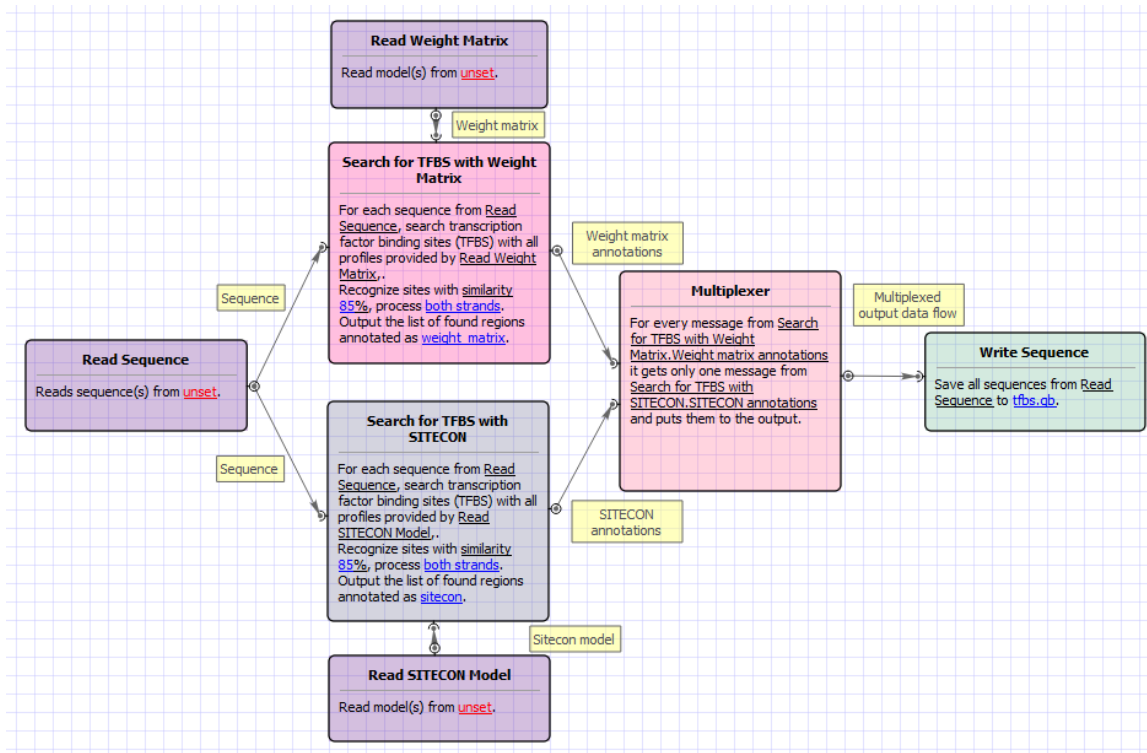 Read Weight Matrix
Read model(s) from unset.
Weight matrix
Search for TFBS with Weight
Matrix
For each sequence from Read
Sequence, search transcription
factor binding sites (TFBS) with all
profiles provided by Read Weight
Matrix,.
Recognize sites with similarity
85%, process both strands.
Output the list of found regions
annotated as weight_matrix.
Weight matrix
annotations
Sequence
Read Sequence
Reads sequence(s) from unset.
Sequence
Search for TFBS with
SITECON
For each sequence from Read
Sequence, search transcription
factor binding sites (TFBS) with all
profiles provided by Read
SITECON Model,.
Recognize sites with similarity
85%, process both strands.
Output the list of found regions
annotated as sitecon.
SITECON
annotations
Sitecon model
Read SITECON Model
Read model(s) from unset.
Multiplexer
For every message from Search
for TFBS with Weight
Matrix.Weight matrix annotations
it gets only one message from
Search for TFBS with
SITECON.SITECON annotations
and puts them to the output.
Multiplexed
output data flow
Write Sequence
Save all sequences from Read
Sequence to tfbs.gb.